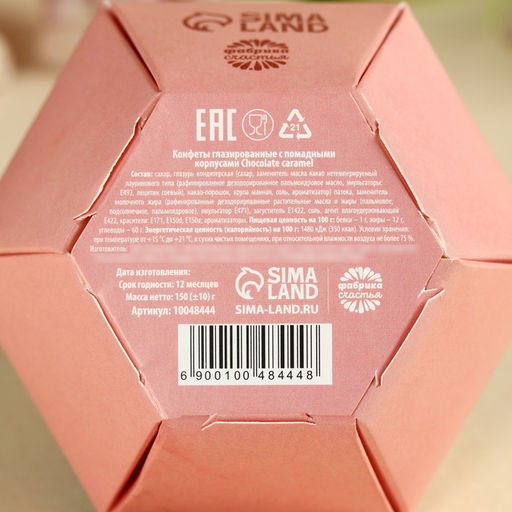 SIMA
LAND
фабрика
счастья
EAC
21
Конфеты глазированные с помадными
корпусами Chocolate caramel
Состав: сахар, глазурь кондитерская (сахар, заменитель масла какао нетемперируемый
лауринового типа (рафинированное дезодорированное пальмоядровое масло, эмульгаторы:
E492, лецитин соевый), какао-порошок, крупа манная, соль, ароматизатор), заменитель
молочного жира (рафинированные дезодорированные растительные масла и жиры (пальмовое,
подсолнечное, пальмоядровое), эмульгатор (E471), загуститель E1422, соль, агент влагоудерживающий
E422, красители: E171, E150d, E150c, ароматизаторы). Пищевая ценность на 100 г: белки – 1 г, жиры – 12 г,
углеводы – 60 г. Энергетическая ценность (калорийность) на 100 г: 1480 кДж (350 ккал). Условия хранения:
при температуре от +15 °С до +21 °С, в сухих чистых помещениях, при относительной влажности воздуха не более 75 %.
Изготовитель:
Дата изготовления:
Срок годности: 12 месяцев
Масса нетто: 150 (±10) г
Артикул: 10048444
SIMA
LAND
SIMA-LAND.RU
фабрика
счастья
6 900100 484448